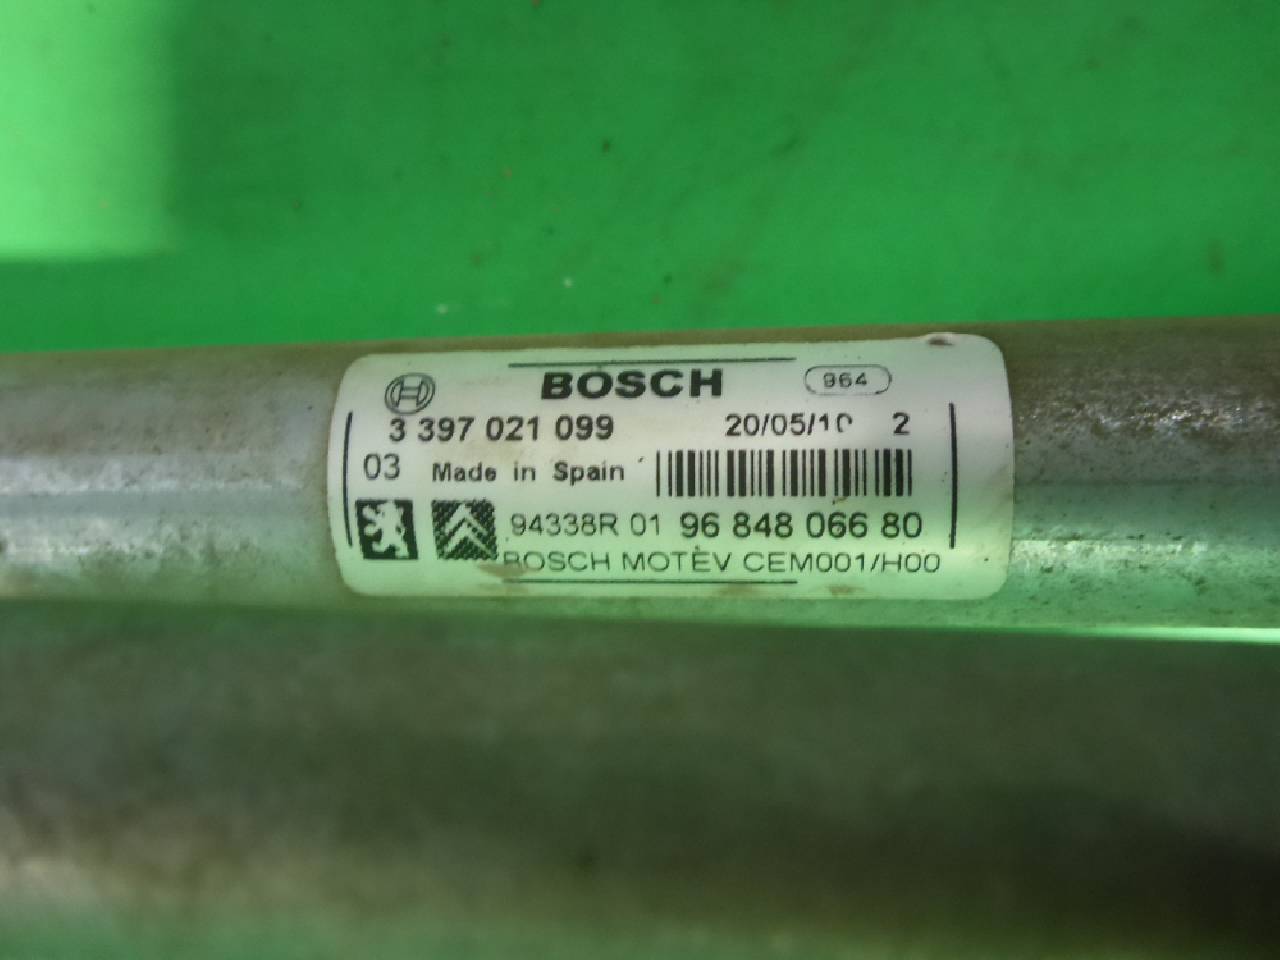 BOSCH 964
3 397 021 099 20/05/10 2
03 Made in Spain
94338R 01 96 848 066 80
BOSCH MOTEV CEM001/H00